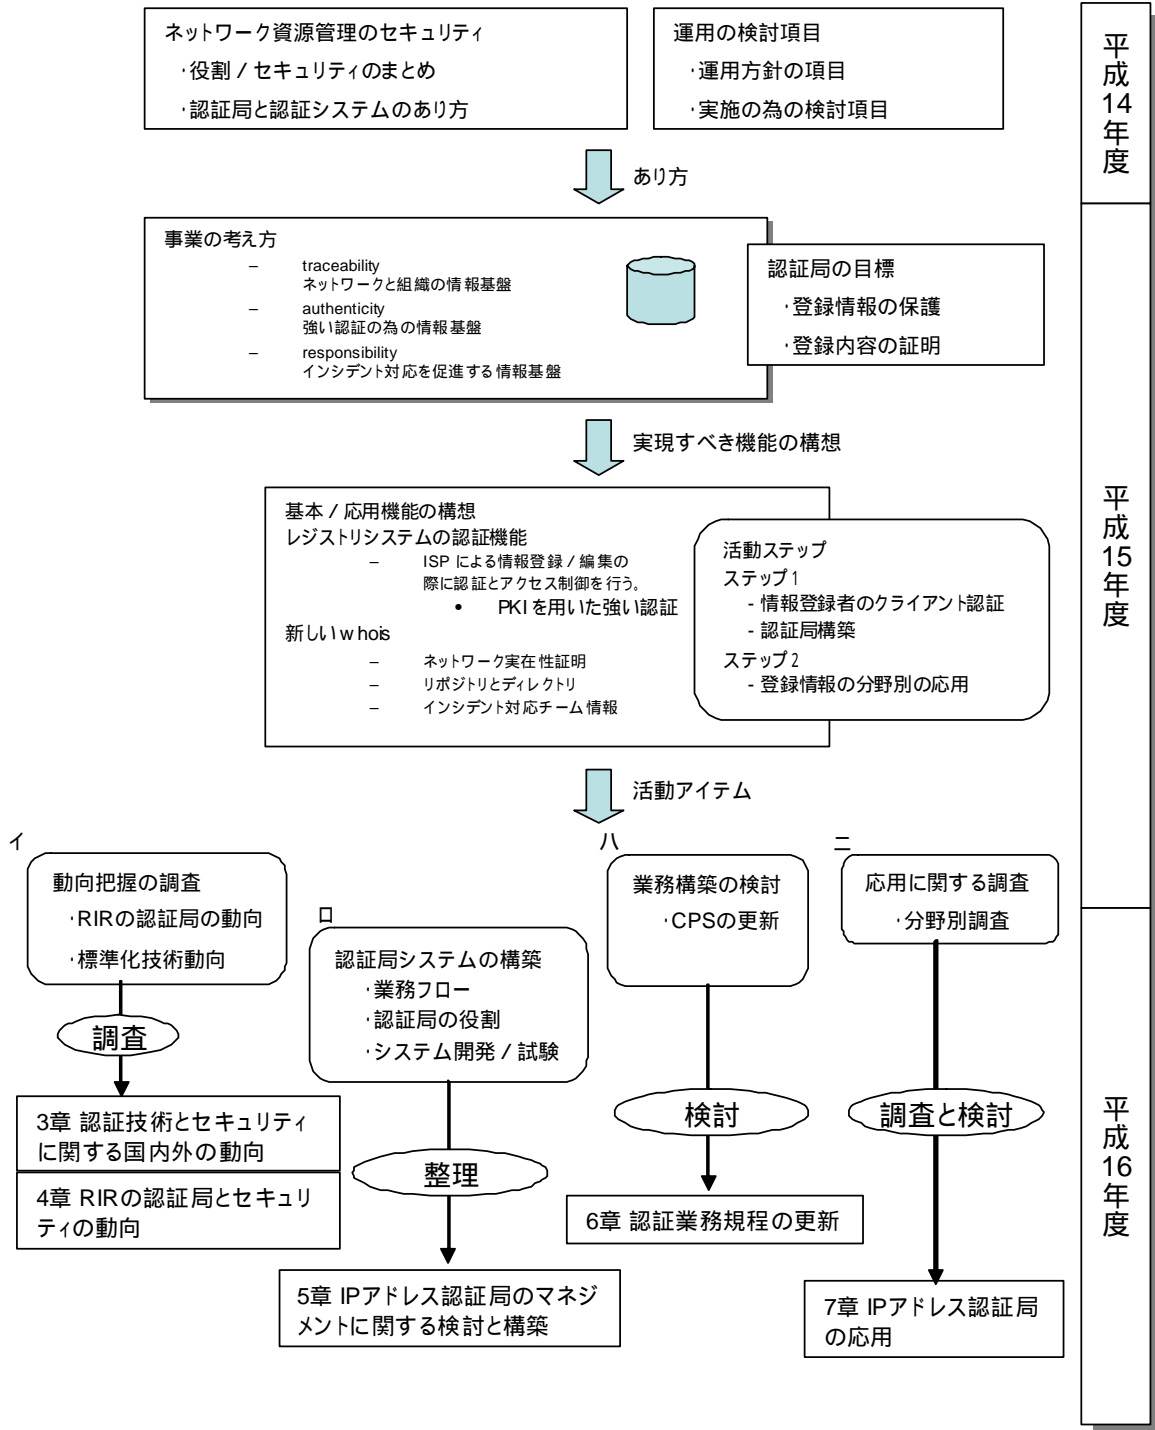 ネットワーク資源管理のセキュリティ
・役割 / セキュリティのまとめ
・認証局と認証システムのあり方
運用の検討項目
・運用方針の項目
・実施の為の検討項目
平成14年度
あり方
事業の考え方
– traceability
ネットワークと組織の情報基盤
– authenticity
強い認証の為の情報基盤
– responsibility
インシデント対応を促進する情報基盤
認証局の目標
・登録情報の保護
・登録内容の証明
実現すべき機能の構想
基本 / 応用機能の構想
レジストリシステムの認証機能
– ISP による情報登録 / 編集の
際に認証とアクセス制御を行う。
• PKIを用いた強い認証
新しいwhois
– ネットワーク実在性証明
– リポジトリとディレクトリ
– インシデント対応チーム情報
活動ステップ
ステップ1
- 情報登録者のクライアント認証
- 認証局構築
ステップ2
- 登録情報の分野別の応用
平成15年度
活動アイテム
イ
動向把握の調査
・RIRの認証局の動向
・標準化技術動向
調査
3章 認証技術とセキュリティ
に関する国内外の動向
4章 RIRの認証局とセキュリ
ティの動向
ロ
認証局システムの構築
・業務フロー
・認証局の役割
・システム開発 / 試験
整理
5章 IPアドレス認証局のマネジ
メントに関する検討と構築
ハ
業務構築の検討
・CPSの更新
検討
6章 認証業務規程の更新
ニ
応用に関する調査
・分野別調査
調査と検討
7章 IPアドレス認証局
の応用
平成16年度